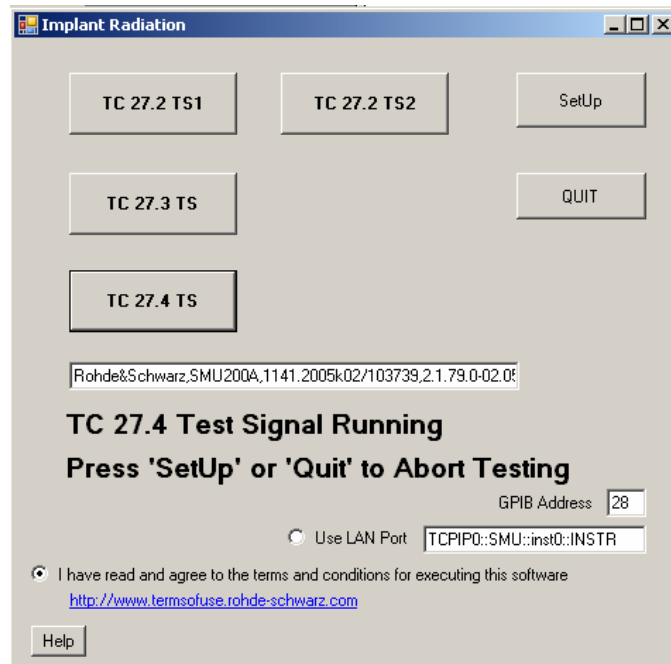 Implant Radiation
TC 27.2 TS1
TC 27.2 TS2
SetUp
TC 27.3 TS
QUIT
TC 27.4 TS
Rohde&Schwarz,SMU200A,1141.2005k02/103739,2.1.79.0-02.05
TC 27.4 Test Signal Running
Press 'SetUp' or 'Quit' to Abort Testing
GPIB Address 28
Use LAN Port TCPIP0::SMU::inst0::INSTR
I have read and agree to the terms and conditions for executing this software
http://www.termsofuse.rohde-schwarz.com
Help